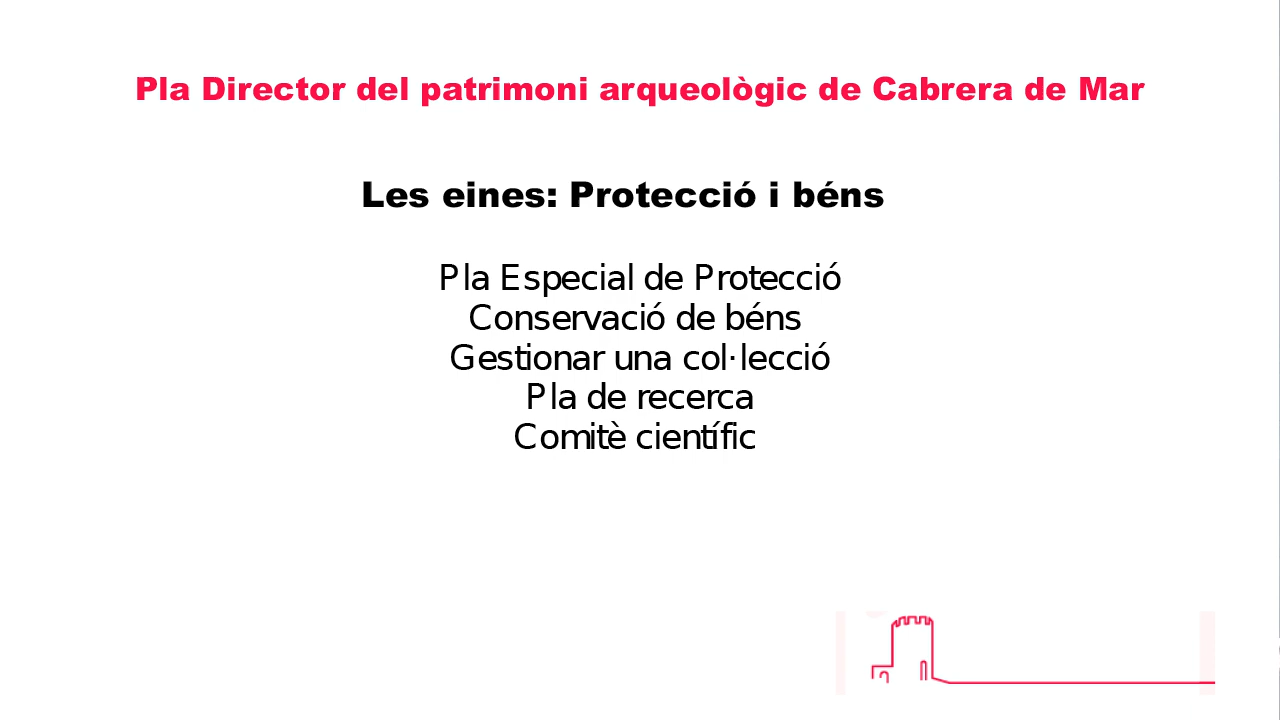 Pla Director del patrimoni arqueològic de Cabrera de Mar
Les eines: Protecció i béns
Pla Especial de Protecció
Conservació de béns
Gestionar una col·lecció
Pla de recerca
Comitè científic